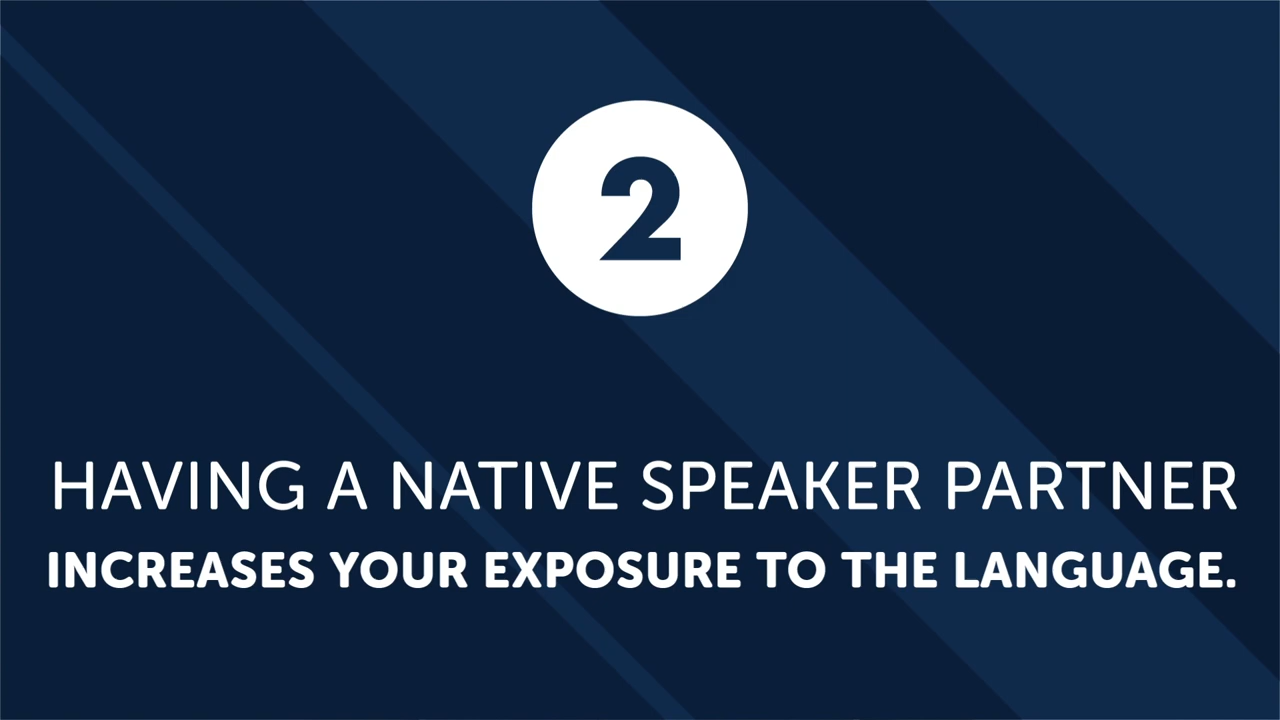 2
HAVING A NATIVE SPEAKER PARTNER
INCREASES YOUR EXPOSURE TO THE LANGUAGE.